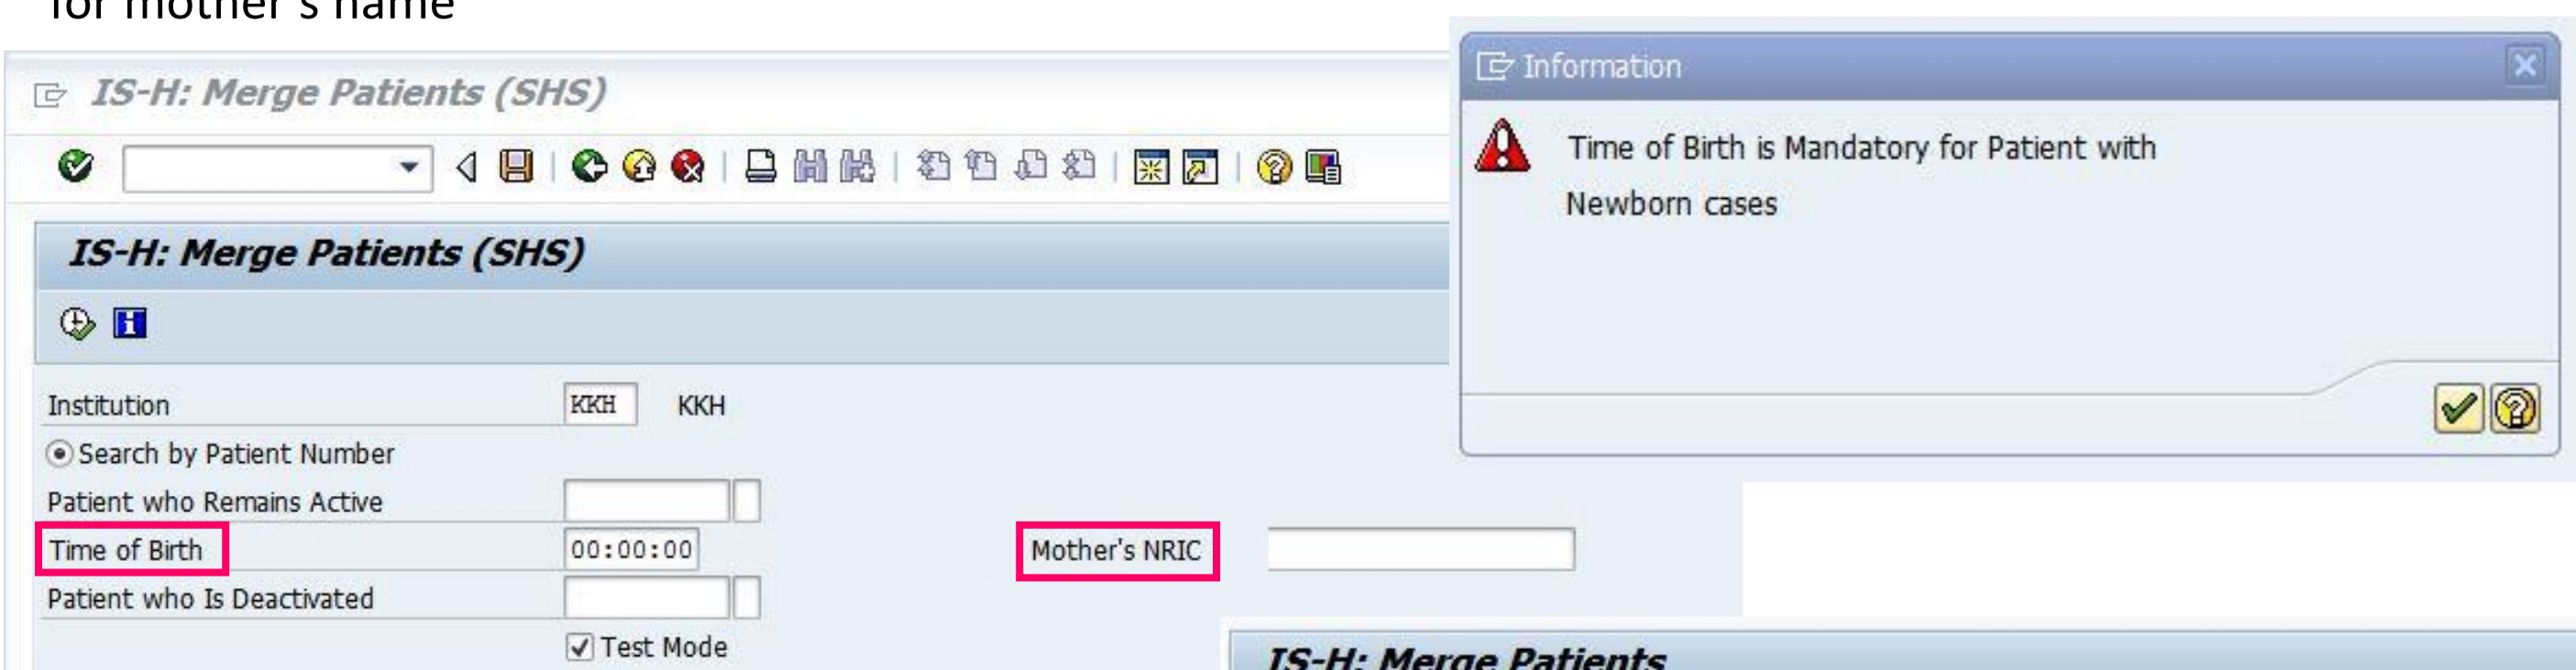 for mother's name
IS-H: Merge Patients (SHS)
IS-H: Merge Patients (SHS)
Institution KKH KKH
Search by Patient Number
Patient who Remains Active
Time of Birth 00:00:00 Mother's NRIC
Patient who Is Deactivated
Test Mode
Information
Time of Birth is Mandatory for Patient with
Newborn cases
IS-H: Merge Patients